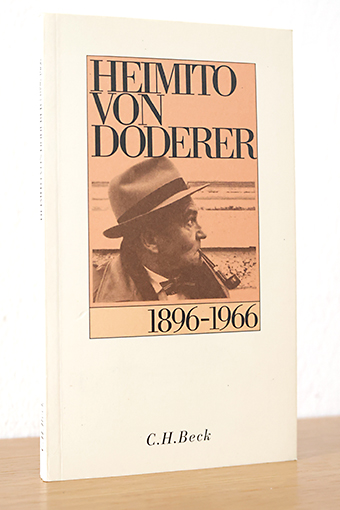 HEIMITO
VON
DODERER
1896-1966
C.H.Beck